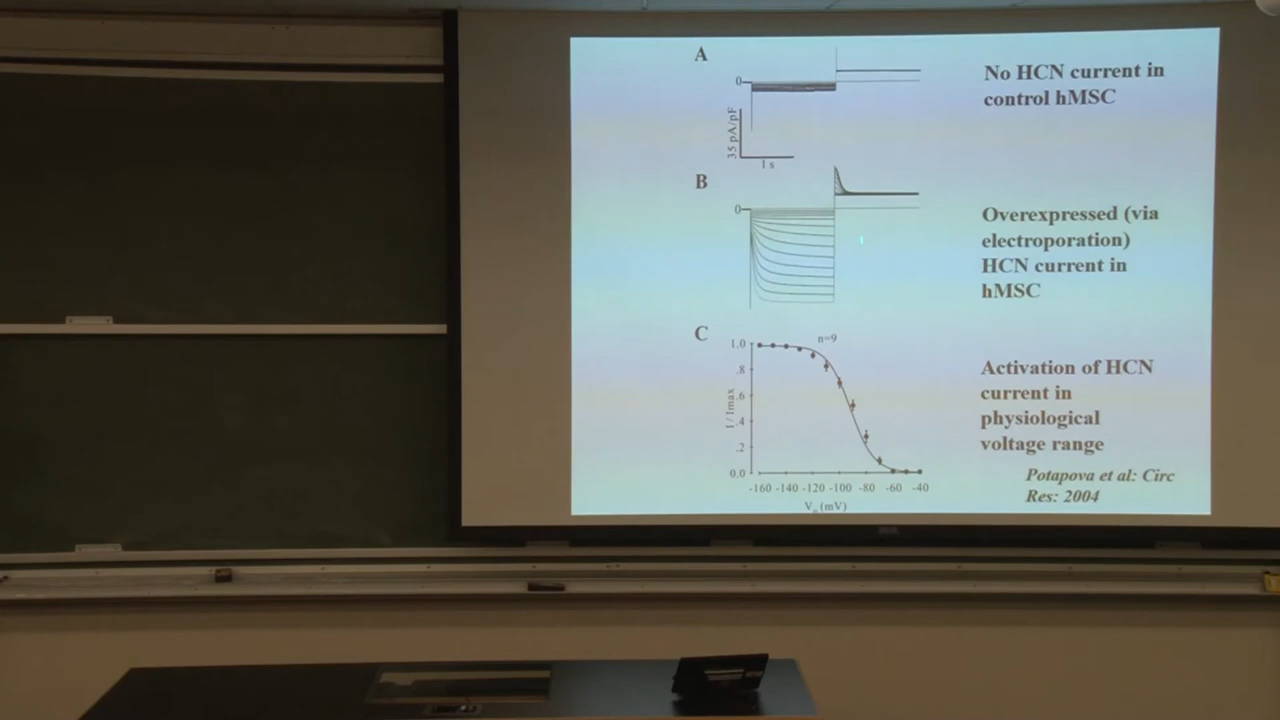 A
No HCN current in
control hMSC
0
35 pA/pF
1 s
B
0
Overexpressed (via
electroporation)
HCN current in
hMSC
C
n=9
1.0
.8
.6
.4
.2
0.0
I / Imax
-160 -140 -120 -100 -80 -60 -40
V (mV)
Activation of HCN
current in
physiological
voltage range
Potapova et al: Circ
Res: 2004